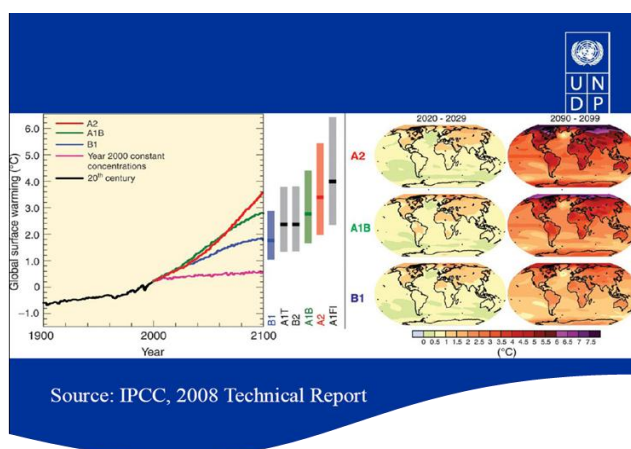 U N
D P
6.0
5.0
4.0
3.0
2.0
1.0
0
−1.0
Global surface warming (°C)
A2
A1B
B1
Year 2000 constant
concentrations
20th century
1900
2000
2100
Year
B1
A1T
B2
A1B
A2
A1FI
2020 - 2029
2090 - 2099
A2
A1B
B1
0 0.5 1 1.5 2 2.5 3 3.5 4 4.5 5 5.5 6 6.5 7 7.5
(°C)
Source: IPCC, 2008 Technical Report